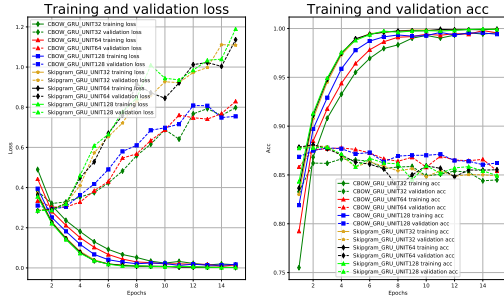 Training and validation loss
CBOW_GRU_UNIT32 training loss
CBOW_GRU_UNIT32 validation loss
CBOW_GRU_UNIT64 training loss
CBOW_GRU_UNIT64 validation loss
CBOW_GRU_UNIT128 training loss
CBOW_GRU_UNIT128 validation loss
Skipgram_GRU_UNIT32 training loss
Skipgram_GRU_UNIT32 validation loss
Skipgram_GRU_UNIT64 training loss
Skipgram_GRU_UNIT64 validation loss
Skipgram_GRU_UNIT128 training loss
Skipgram_GRU_UNIT128 validation loss
1.2
1.0
0.8
0.6
0.4
0.2
0.0
Loss
2 4 6 8 10 12 14
Epochs
Training and validation acc
1.00
0.95
0.90
0.85
0.80
0.75
Acc
CBOW_GRU_UNIT32 training acc
CBOW_GRU_UNIT32 validation acc
CBOW_GRU_UNIT64 training acc
CBOW_GRU_UNIT64 validation acc
CBOW_GRU_UNIT128 training acc
CBOW_GRU_UNIT128 validation acc
Skipgram_GRU_UNIT32 training acc
Skipgram_GRU_UNIT32 validation acc
Skipgram_GRU_UNIT64 training acc
Skipgram_GRU_UNIT64 validation acc
Skipgram_GRU_UNIT128 training acc
Skipgram_GRU_UNIT128 validation acc
2 4 6 8 10 12 14
Epochs